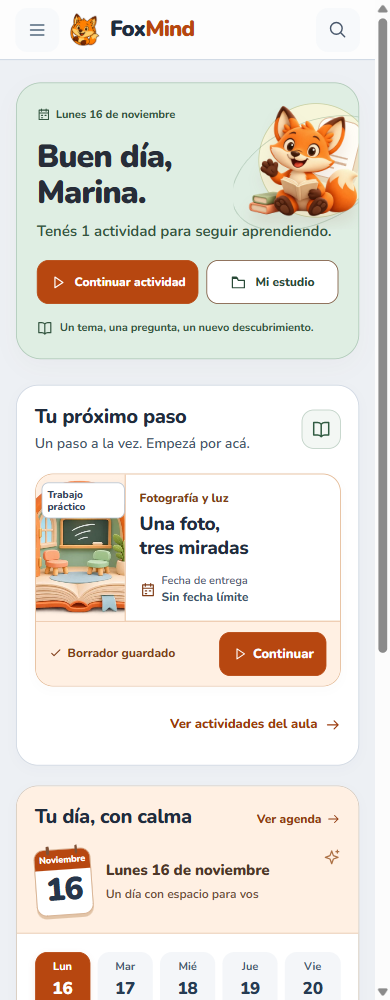 FoxMind
Lunes 16 de noviembre
Buen día,
Marina.
Tenés 1 actividad para seguir aprendiendo.
Continuar actividad
Mi estudio
Un tema, una pregunta, un nuevo descubrimiento.
Tu próximo paso
Un paso a la vez. Empezá por acá.
Trabajo
práctico
Fotografía y luz
Una foto,
tres miradas
Fecha de entrega
Sin fecha límite
Borrador guardado
Continuar
Ver actividades del aula
Tu día, con calma
Ver agenda
Noviembre
16
Lunes 16 de noviembre
Un día con espacio para vos
Lun Mar Mié Jue Vie
16 17 18 19 20